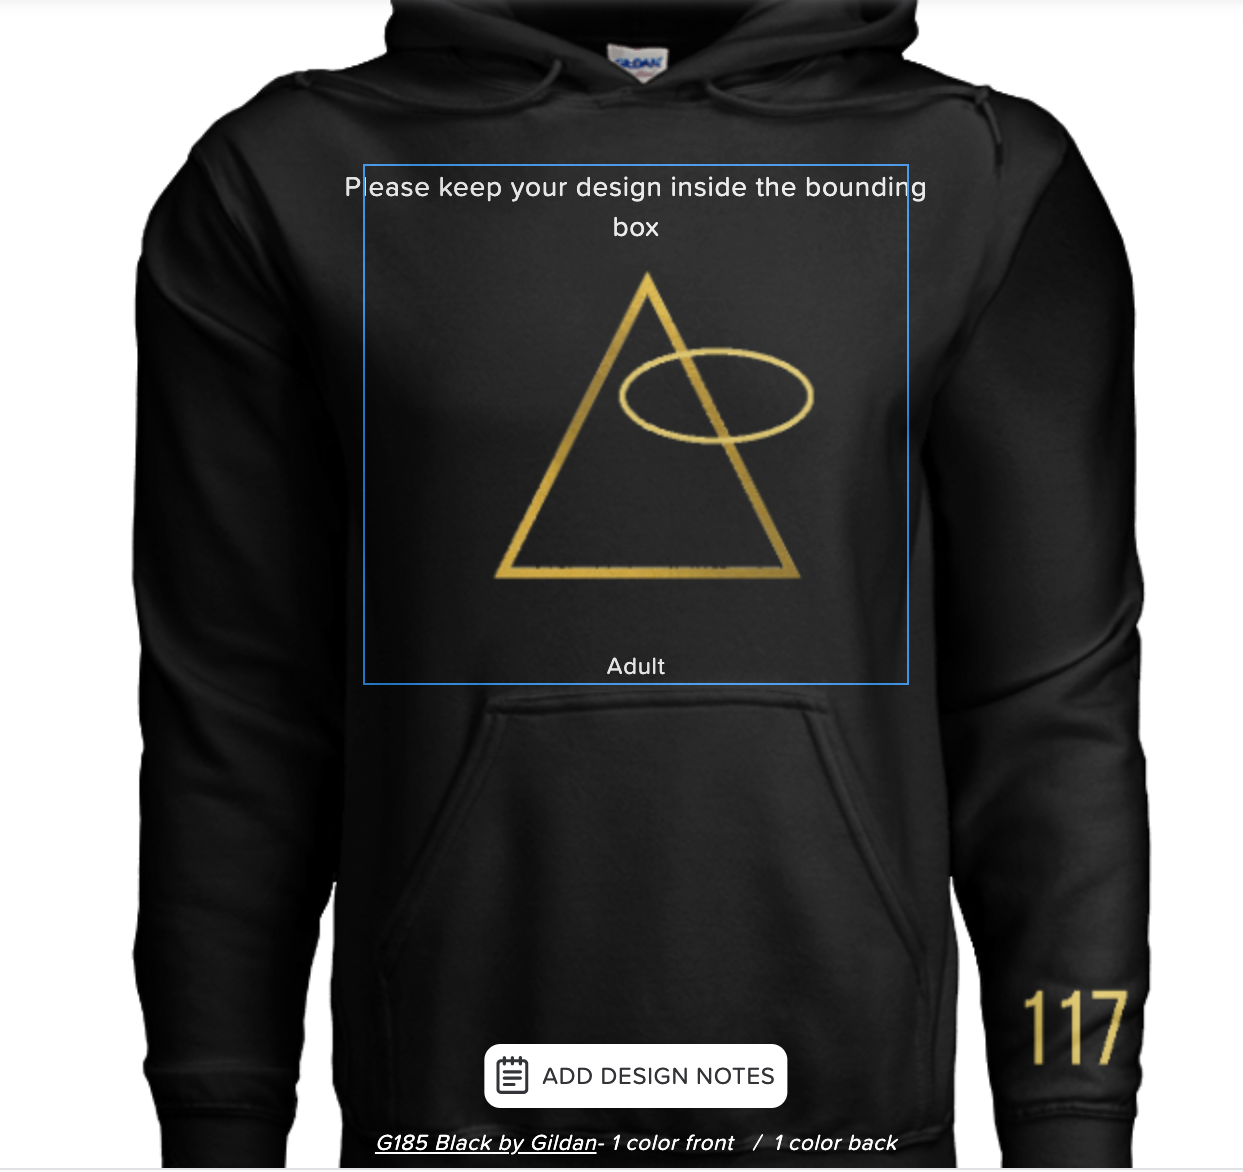 GILDAN
Please keep your design inside the bounding
box
Adult
117
ADD DESIGN NOTES
G185 Black by Gildan- 1 color front / 1 color back